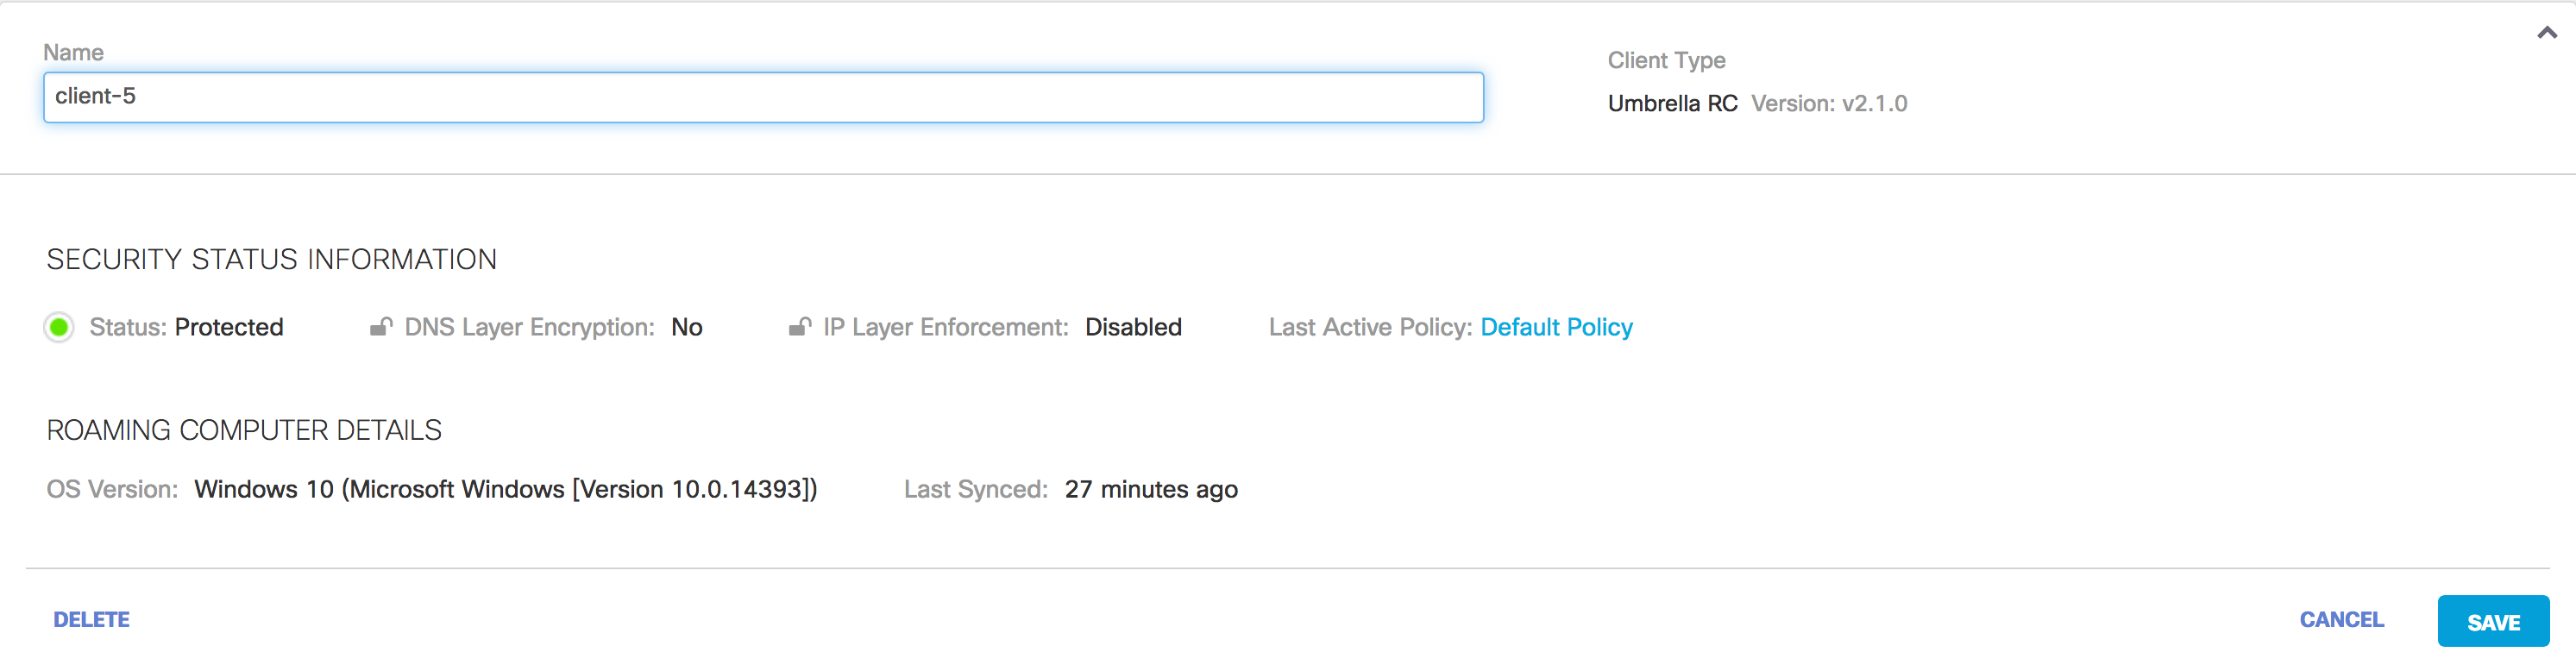 Name
client-5
Client Type
Umbrella RC Version: v2.1.0
SECURITY STATUS INFORMATION
Status: Protected DNS Layer Encryption: No IP Layer Enforcement: Disabled Last Active Policy: Default Policy
ROAMING COMPUTER DETAILS
OS Version: Windows 10 (Microsoft Windows [Version 10.0.14393]) Last Synced: 27 minutes ago
DELETE CANCEL SAVE